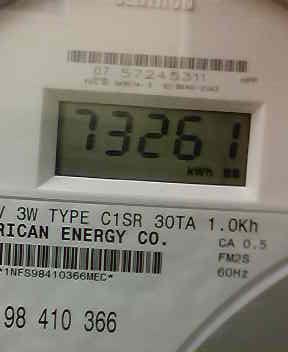 07 57245311
73261
kWh
V 3W TYPE C1SR 30TA 1.0Kh
RICAN ENERGY CO.
CA 0.5
FM2S
60Hz
*1NFS98410366MEC*
98 410 366